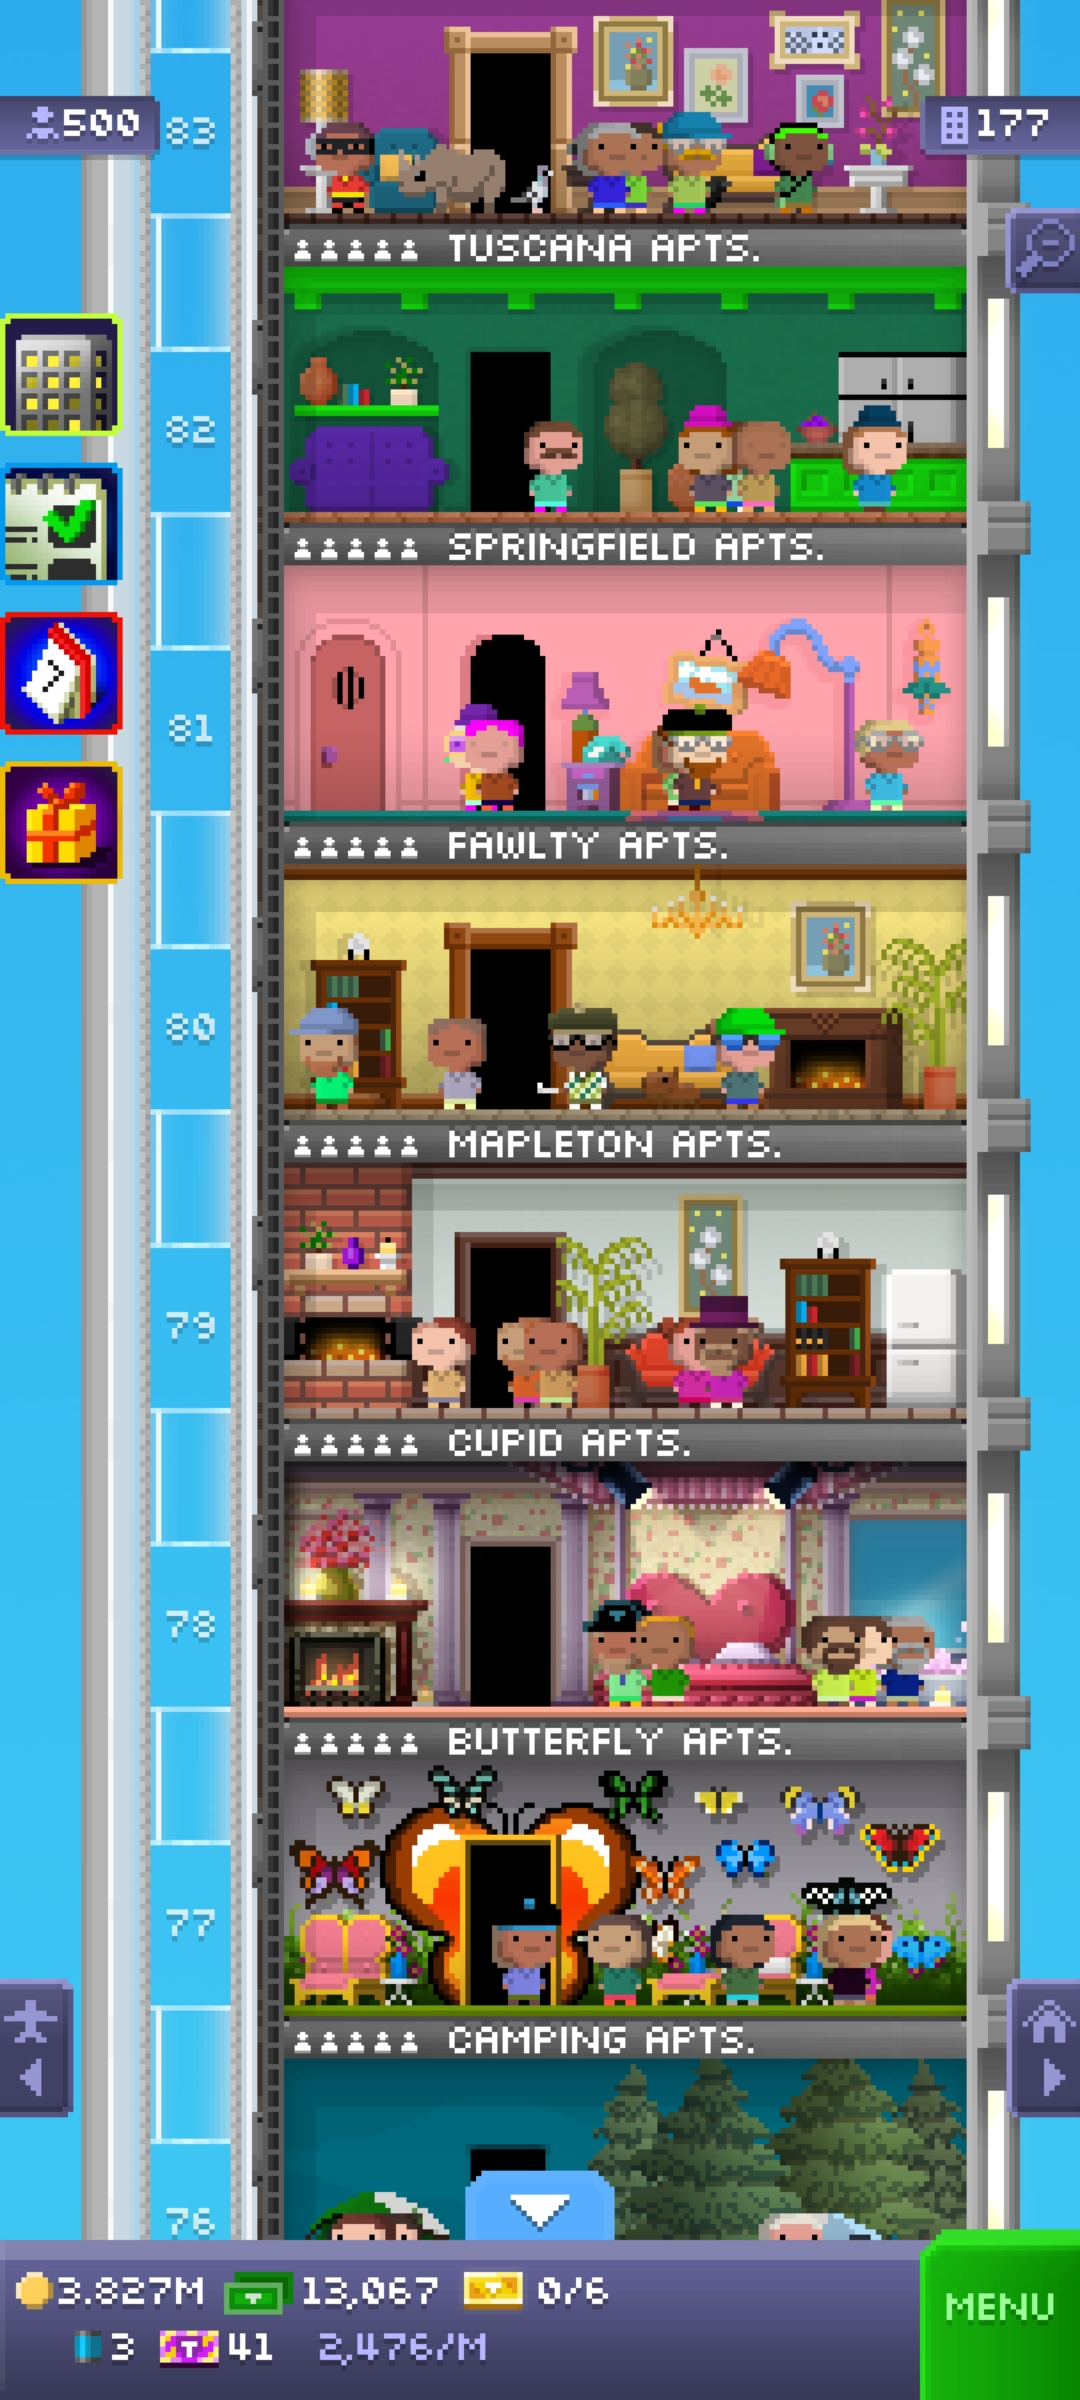 83
500
177
TUSCANA APTS.
82
SPRINGFIELD APTS.
81
FAWLTY APTS.
80
MAPLETON APTS.
79
CUPID APTS.
78
BUTTERFLY APTS.
77
CAMPING APTS.
76
3.827M 13,067 0/6
MENU
3 T 41 2,476/M